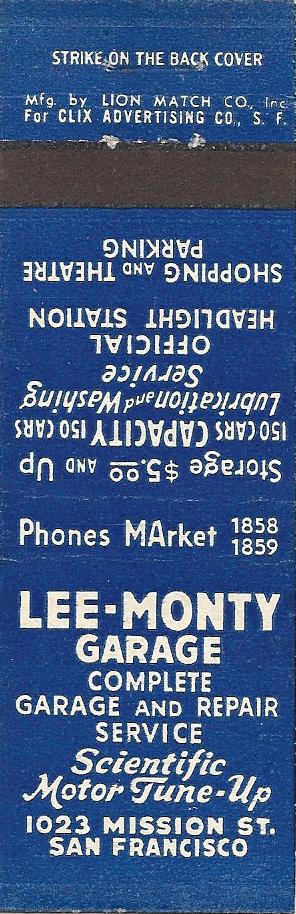 STRIKE ON THE BACK COVER
Mfg. by LION MATCH CO., Inc.
For CLIX ADVERTISING CO., S. F.
Storage $5.00 AND Up
150 CARS CAPACITY 150 CARS
Lubrication and Washing
Service
OFFICIAL
HEADLIGHT STATION
SHOPPING AND THEATRE
PARKING
Phones MArket 1858
1859
LEE-MONTY
GARAGE
COMPLETE
GARAGE AND REPAIR
SERVICE
Scientific
Motor Tune-Up
1023 MISSION ST.
SAN FRANCISCO